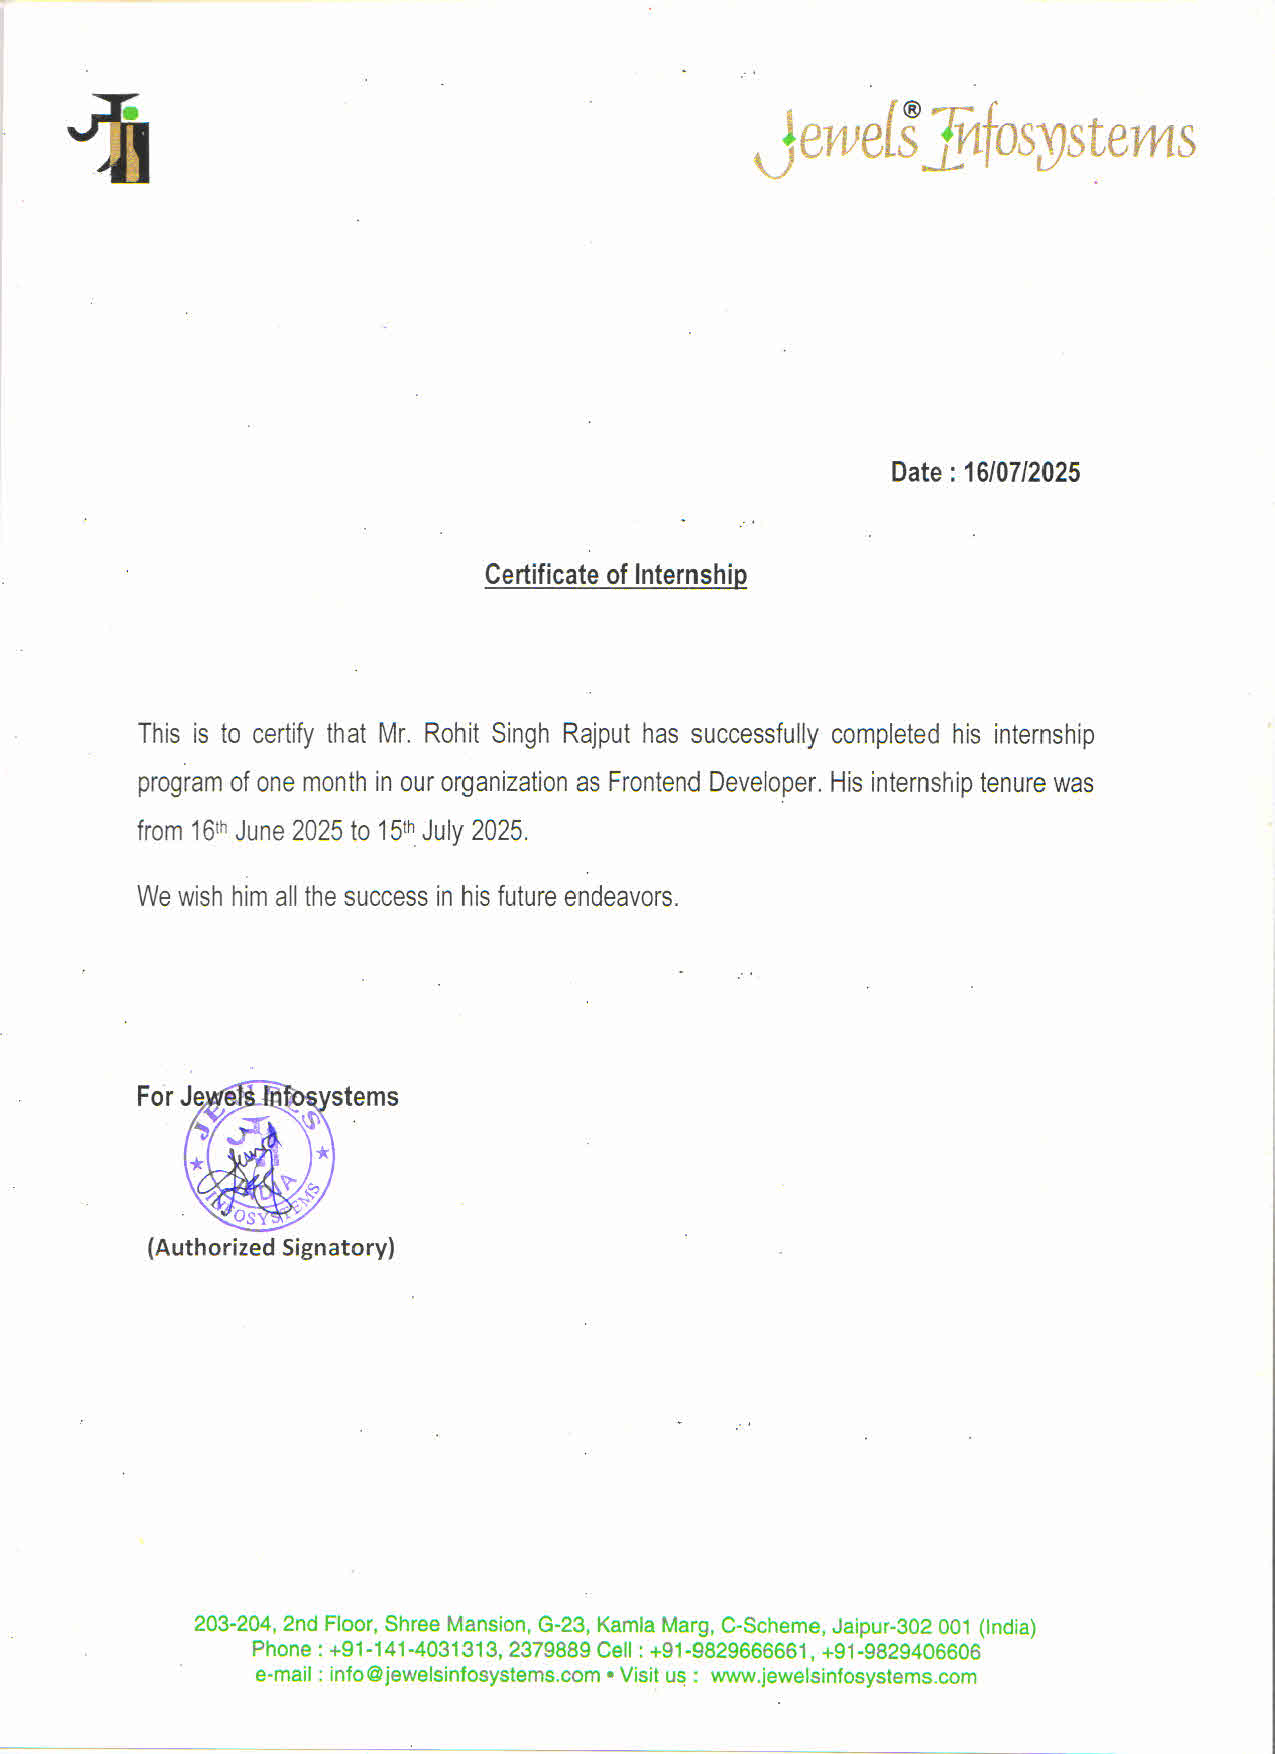 Jewels® Infosystems
Date : 16/07/2025
Certificate of Internship
This is to certify that Mr. Rohit Singh Rajput has successfully completed his internship
program of one month in our organization as Frontend Developer. His internship tenure was
from 16th June 2025 to 15th July 2025.
We wish him all the success in his future endeavors.
For Jewels Infosystems
JEWELS
INDIA
INFOSYSTEMS
(Authorized Signatory)
203-204, 2nd Floor, Shree Mansion, G-23, Kamla Marg, C-Scheme, Jaipur-302 001 (India)
Phone : +91-141-4031313, 2379889 Cell : +91-9829666661, +91-9829406606
e-mail : info@jewelsinfosystems.com • Visit us : www.jewelsinfosystems.com